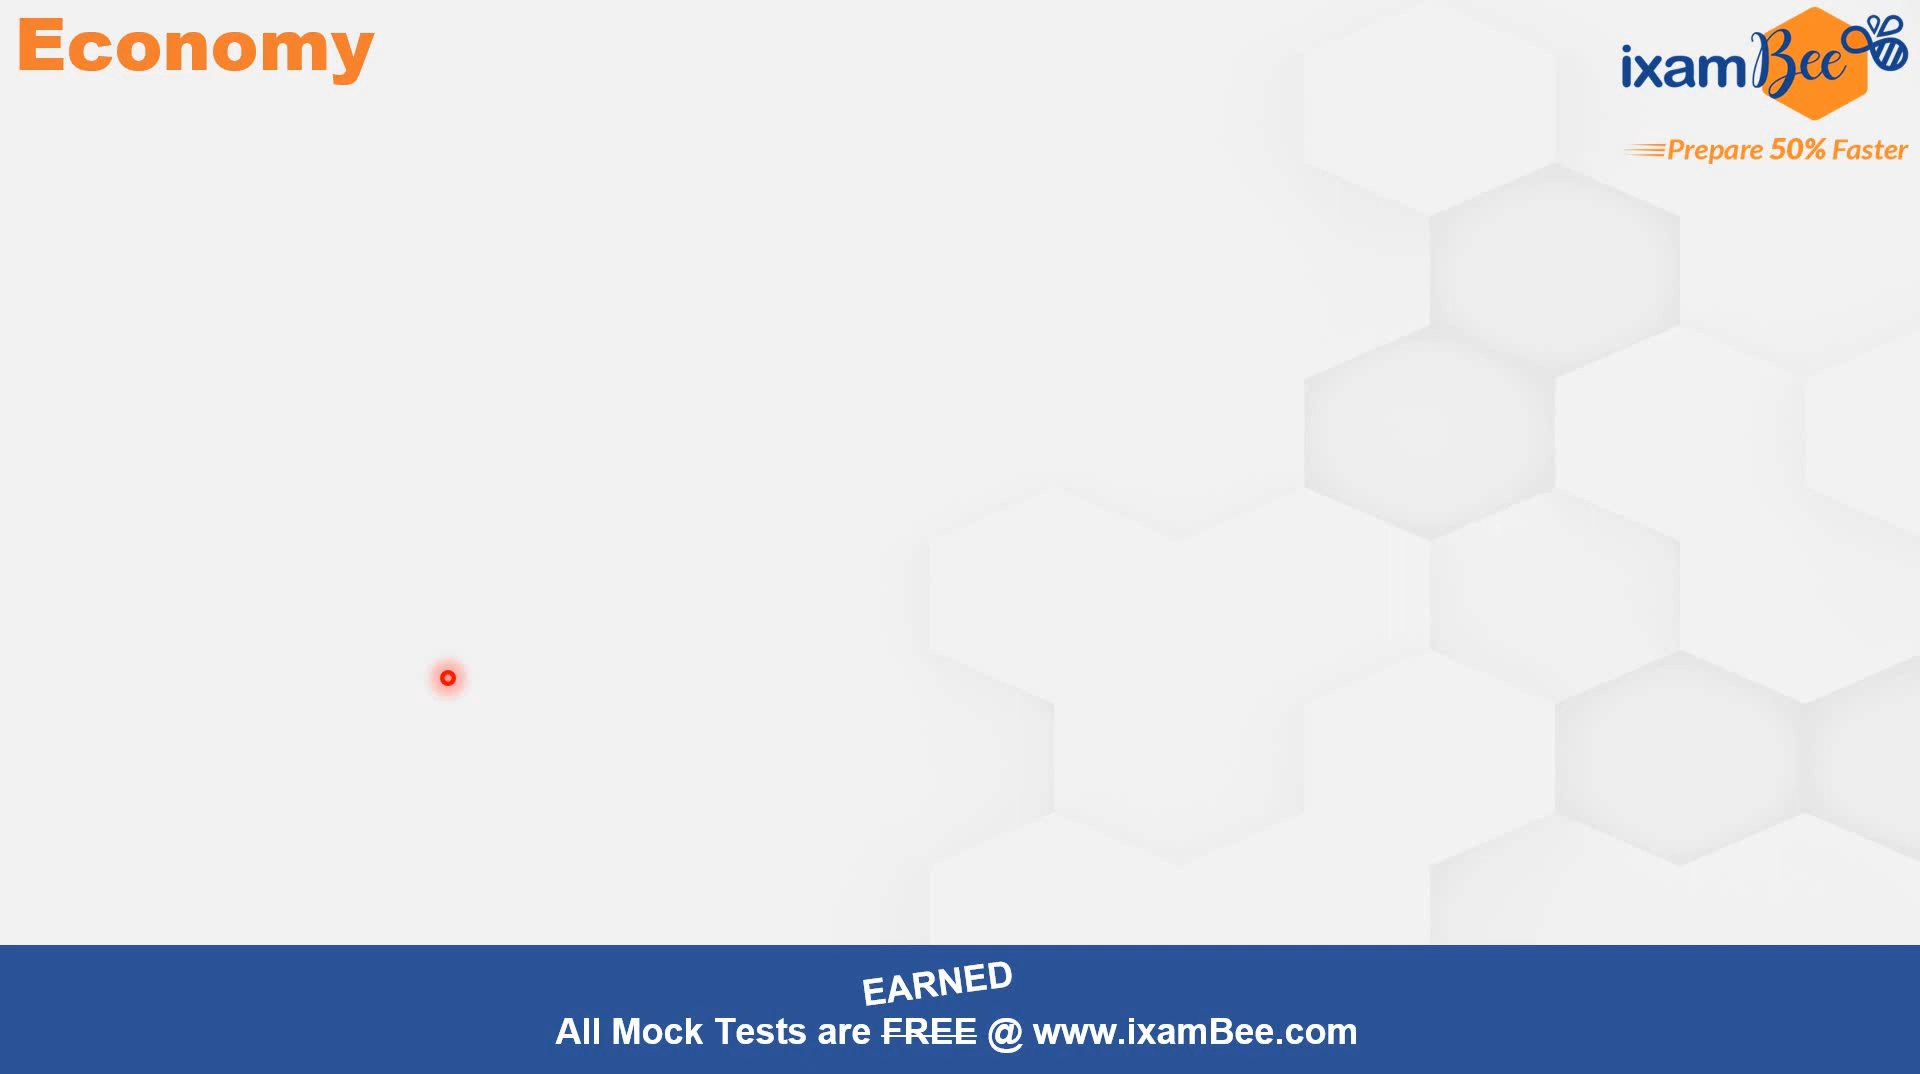 Economy
ixamBee
Prepare 50% Faster
EARNED
All Mock Tests are FREE @ www.ixamBee.com